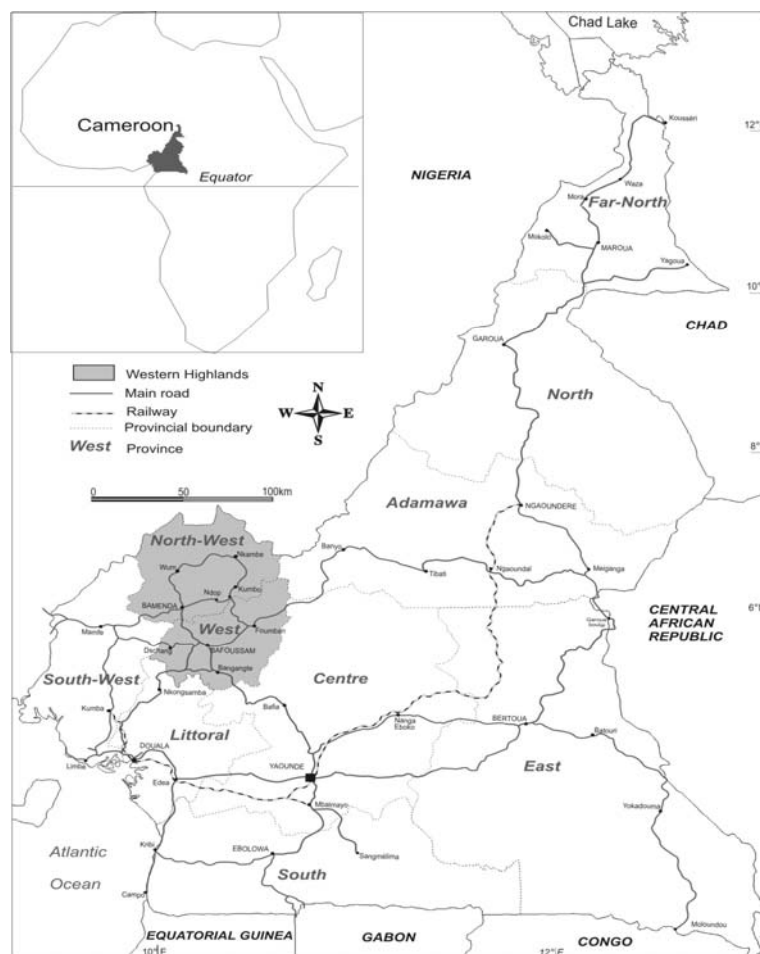 Chad Lake
Cameroon
Equator
12°
Kousséri
NIGERIA
Waza
Mora
Far-North
Mokolo
MAROUA
Yagoua
10°
CHAD
GAROUA
Western Highlands
Main road
Railway
Provincial boundary
West Province
N
W E
S
North
8°
0 50 100km
Adamawa
NGAOUNDERE
North-West
Nkambe
Banyo
Wum
Tibati
Ngaoundal
Meiganga
Ndop
Kumbo
BAMENDA
6°
CENTRAL
AFRICAN
REPUBLIC
West
Foumban
Mamfe
Dschang
BAFOUSSAM
Bangangte
South-West
Centre
Nkongsamba
Kumba
Bafia
Nanga
Eboko
BERTOUA
Batouri
Littoral
DOUALA
YAOUNDE
Limbe
Edea
East
Mbalmayo
Yokadouma
Kribi
EBOLOWA
Sangmélima
Atlantic
Ocean
South
Campo
Moloundou
EQUATORIAL GUINEA
GABON
CONGO
10°E
12°E